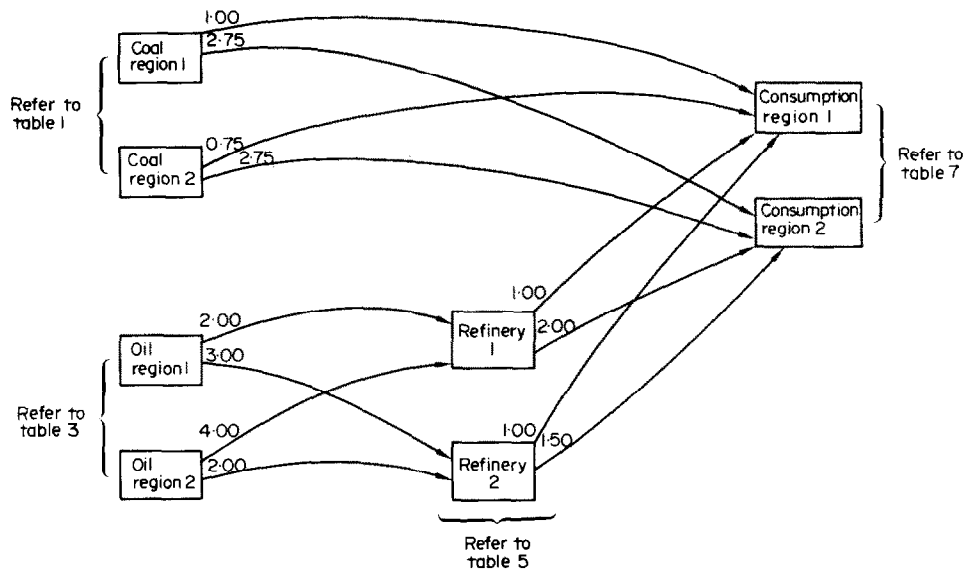 1·00
2·75
Coal
region 1
Refer to
table 1
0·75
2·75
Coal
region 2
Consumption
region 1
Refer to
table 7
Consumption
region 2
2·00
3·00
Oil
region 1
Refer to
table 3
4·00
2·00
Oil
region 2
1·00
2·00
Refinery
1
1·00
1·50
Refinery
2
Refer to
table 5